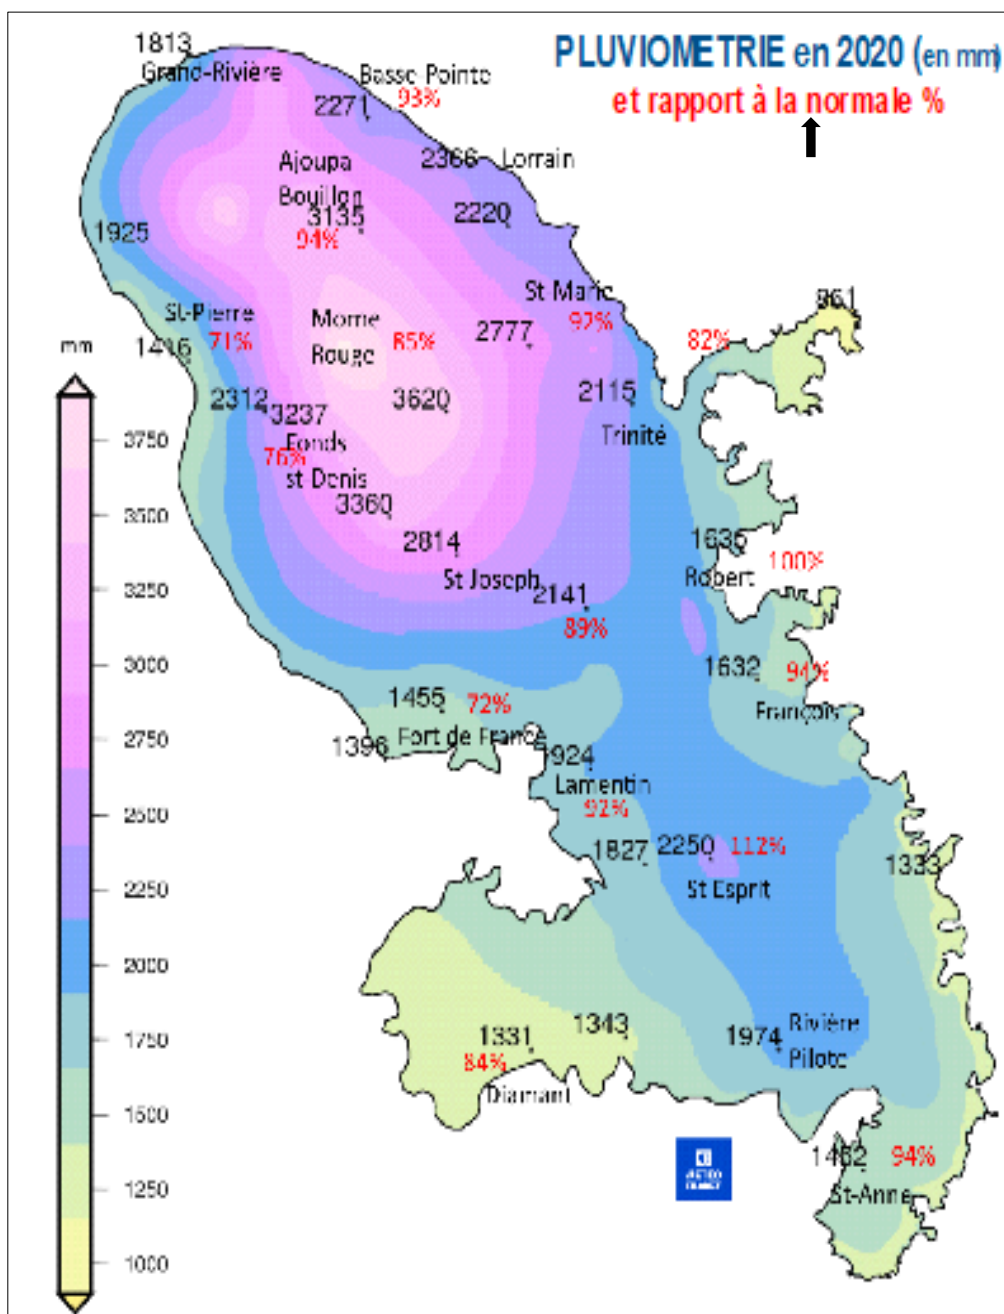 PLUVIOMETRIE en 2020 (en mm)
et rapport à la normale %
1813
Grand-Rivière
Basse Pointe
93%
2271
2366 Lorrain
Ajoupa
Bouillon
3135
94%
2220
1925
St Marie
92%
St-Pierre
71%
1416
Morne
Rouge
85%
2777
82%
mm
2312
3237
3620
2115
Trinité
Fonds
76%
st Denis
3360
2814
St Joseph
2141
89%
1635
Robert
100%
1632
94%
François
1455
72%
1396
Fort de France
Lamentin
92%
1827
2250
112%
St Esprit
1333
1331
84%
Diamant
1343
1974
Rivière
Pilote
94%
St-Anne
METEO
FRANCE
3750
3500
3250
3000
2750
2500
2250
2000
1750
1500
1250
1000